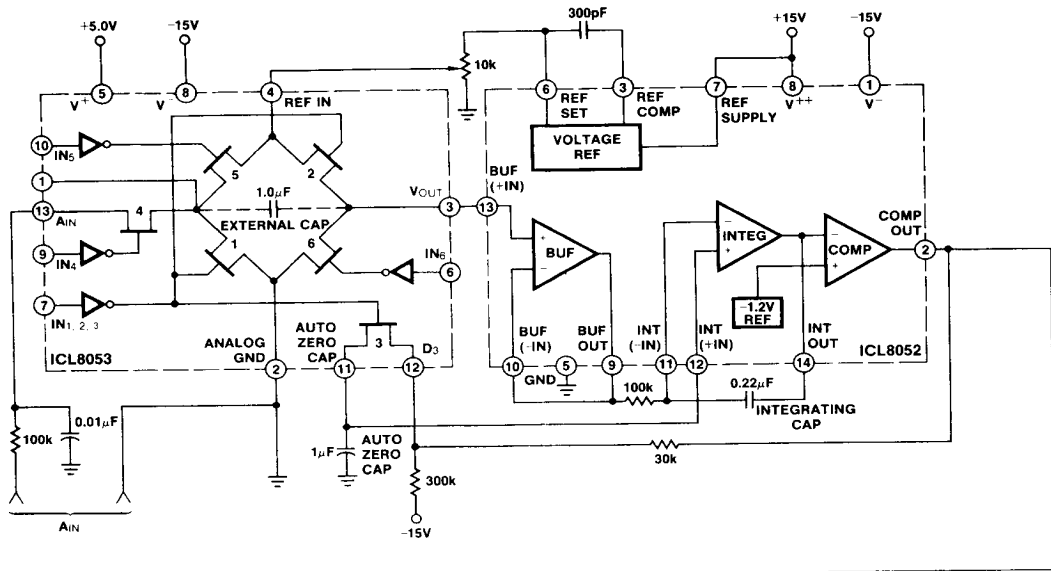 300pF
+5.0V
−15V
+15V
−15V
10k
5
8
4
6
3
7
8
1
V+
V−
REF IN
REF SET
REF COMP
REF SUPPLY
V++
V−
10
IN5
5
2
VOLTAGE REF
1
1.0µF
VOUT
BUF (+IN)
13
AIN
4
EXTERNAL CAP
3
13
9
IN4
1
6
IN6
6
+
−
BUF
−
+
INTEG
−
+
COMP
COMP OUT
2
7
IN1, 2, 3
−1.2V REF
ICL8053
ANALOG GND
AUTO ZERO CAP
3
D3
BUF (−IN)
BUF OUT
INT (−IN)
INT (+IN)
INT OUT
ICL8052
2
11
12
10
GND
5
9
11
12
14
100k
0.22µF
INTEGRATING CAP
100k
0.01µF
1µF
AUTO ZERO CAP
300k
30k
−15V
AIN